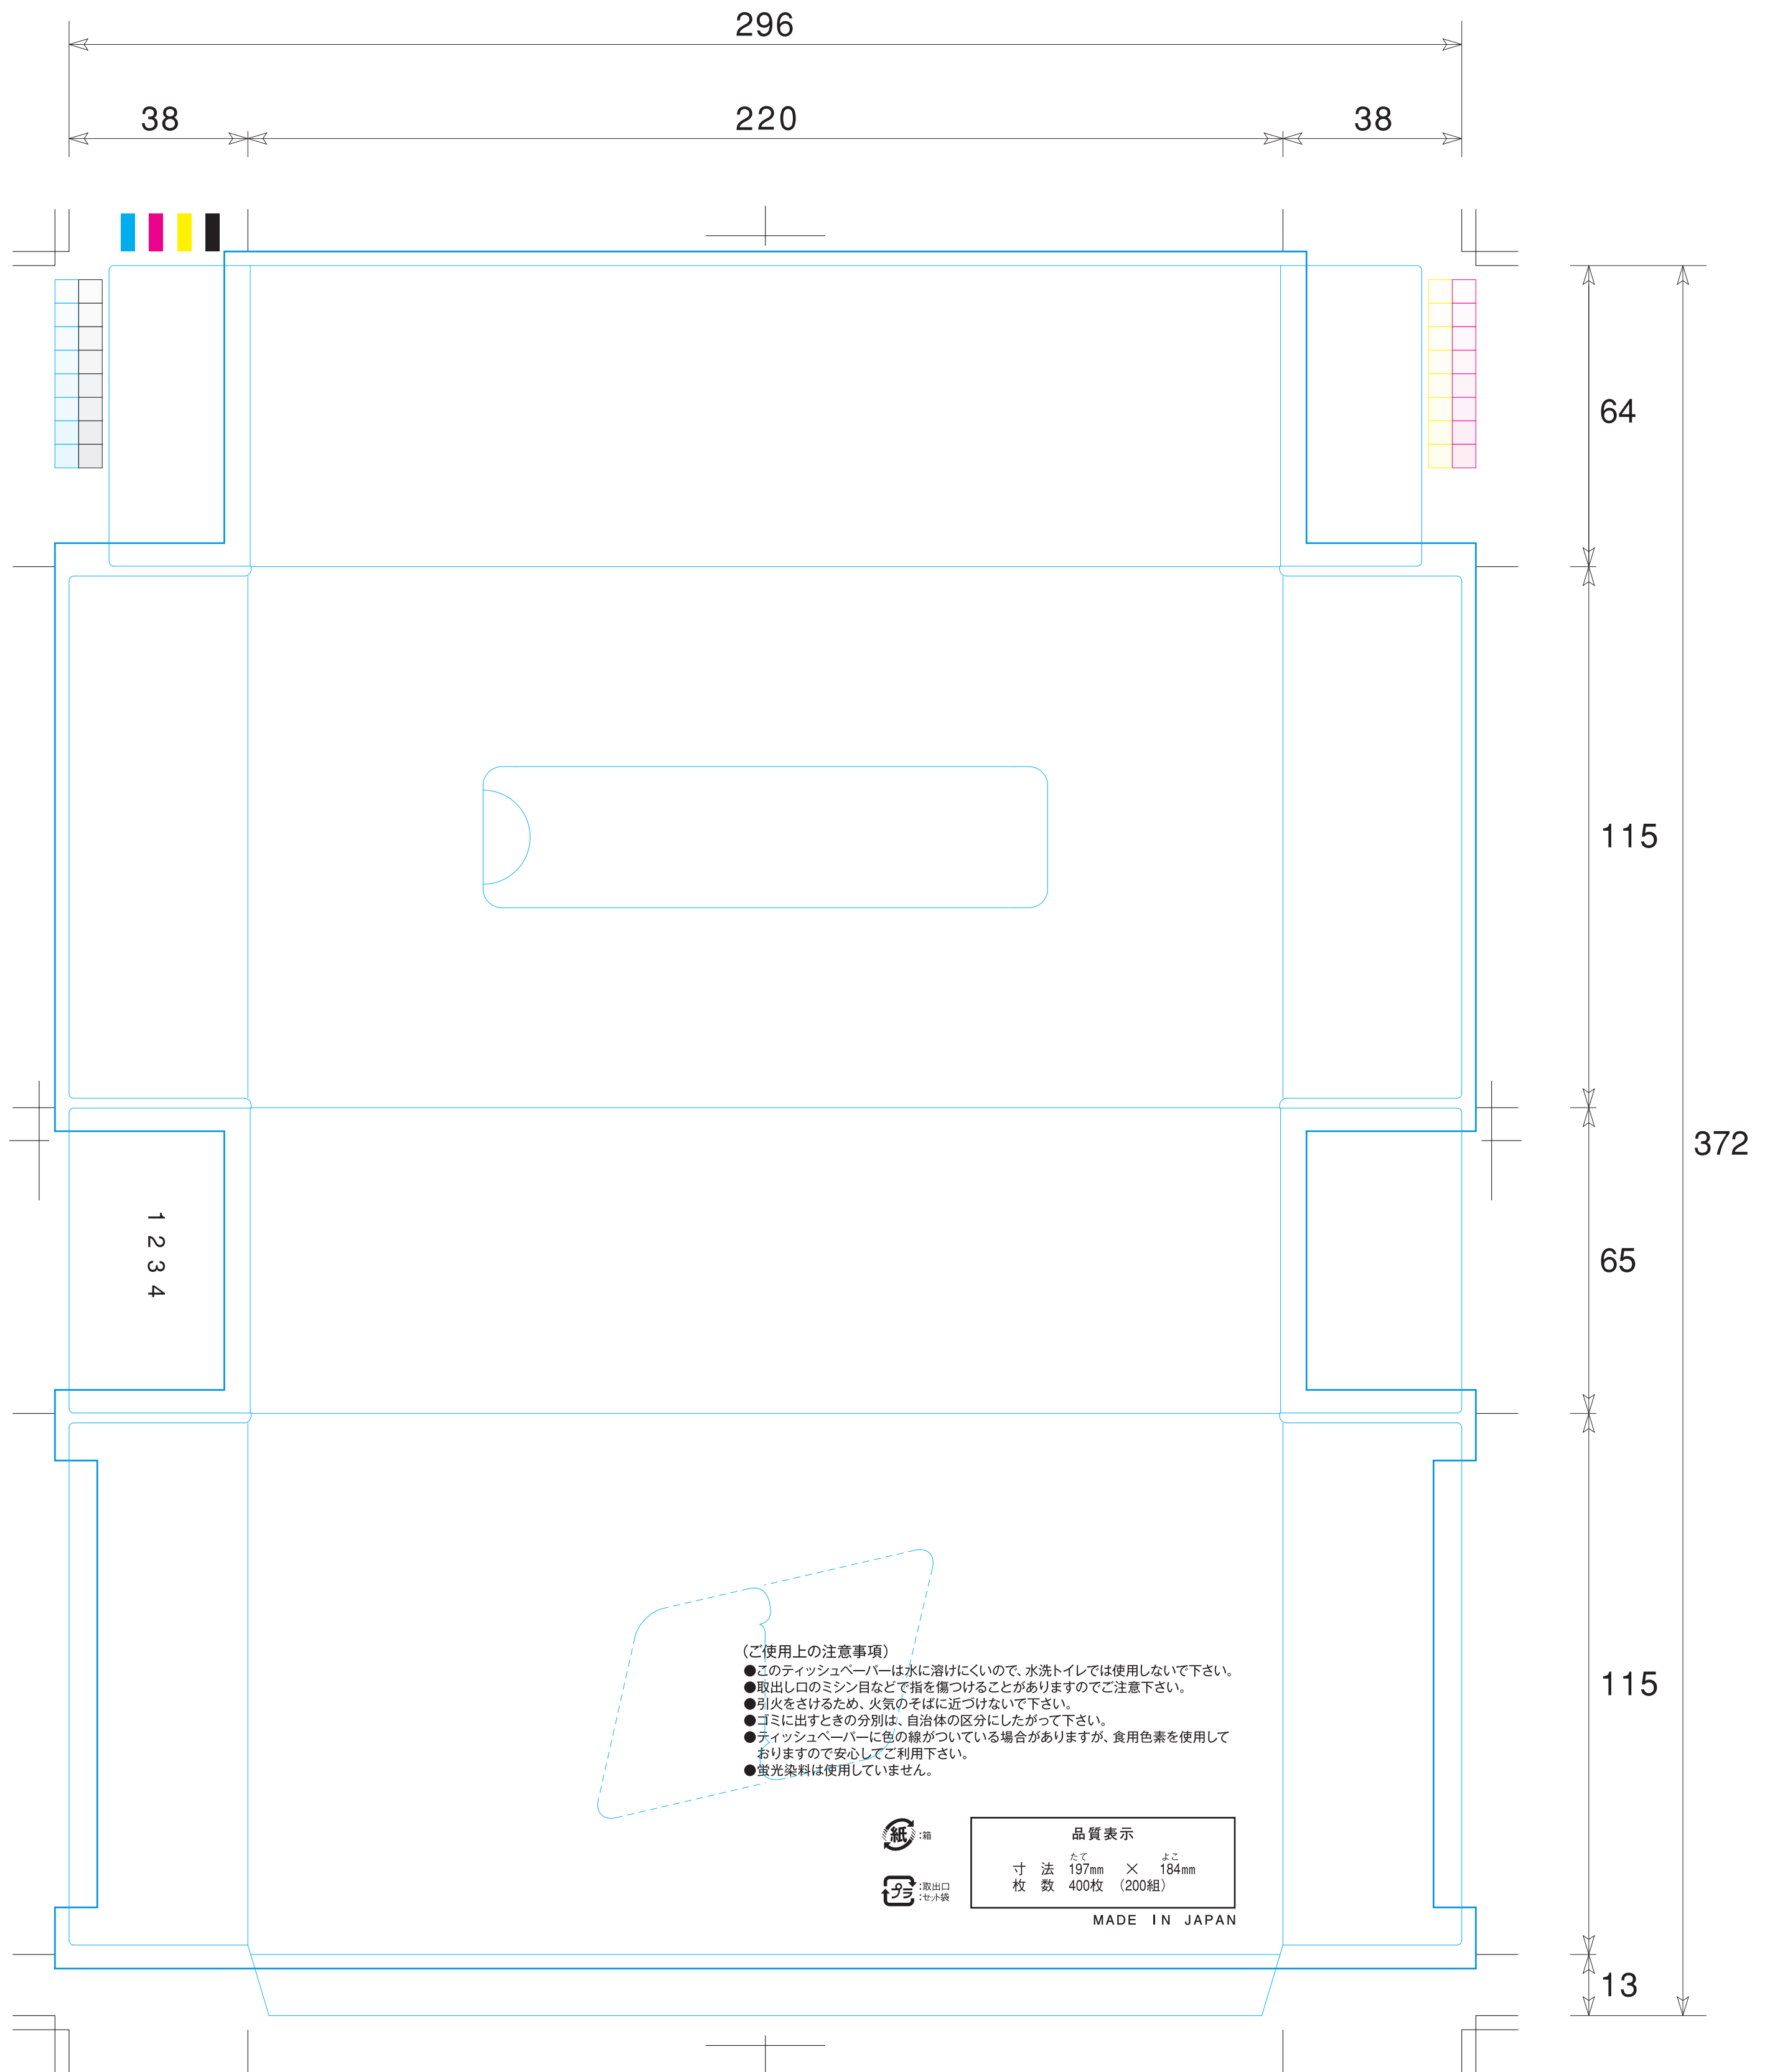 296
38
220
38
64
115
372
65
1234
115
(ご使用上の注意事項)
●このティッシュペーパーは水に溶けにくいので、水洗トイレでは使用しないで下さい。
●取出し口のミシン目などで指を傷つけることがありますのでご注意下さい。
●引火をさけるため、火気のそばに近づけないで下さい。
●ゴミに出すときの分別は、自治体の区分にしたがって下さい。
●ティッシュペーパーに色の線がついている場合がありますが、食用色素を使用して
おりますので安心してご利用下さい。
●蛍光染料は使用していません。
紙:箱
プラ:取出口
:セット袋
品質表示
たて よこ
寸 法 197mm × 184mm
枚 数 400枚 (200組)
MADE IN JAPAN
13